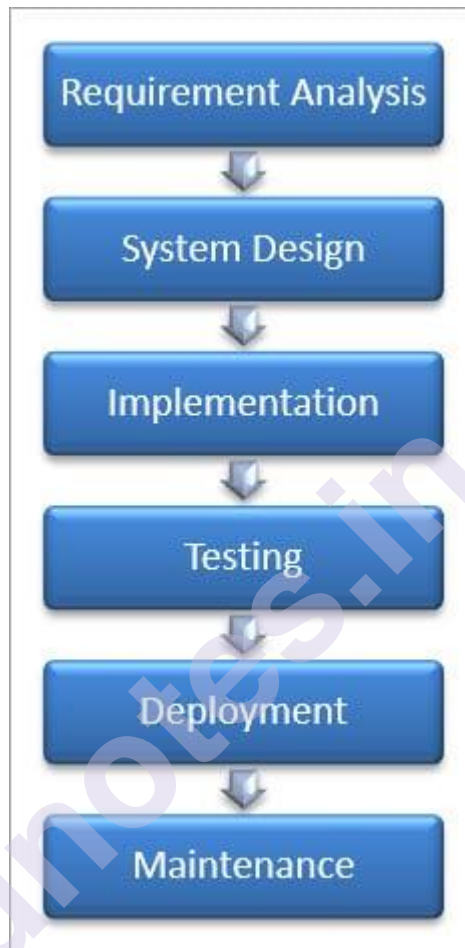 Requirement Analysis
System Design
Implementation
Testing
Deployment
Maintenance